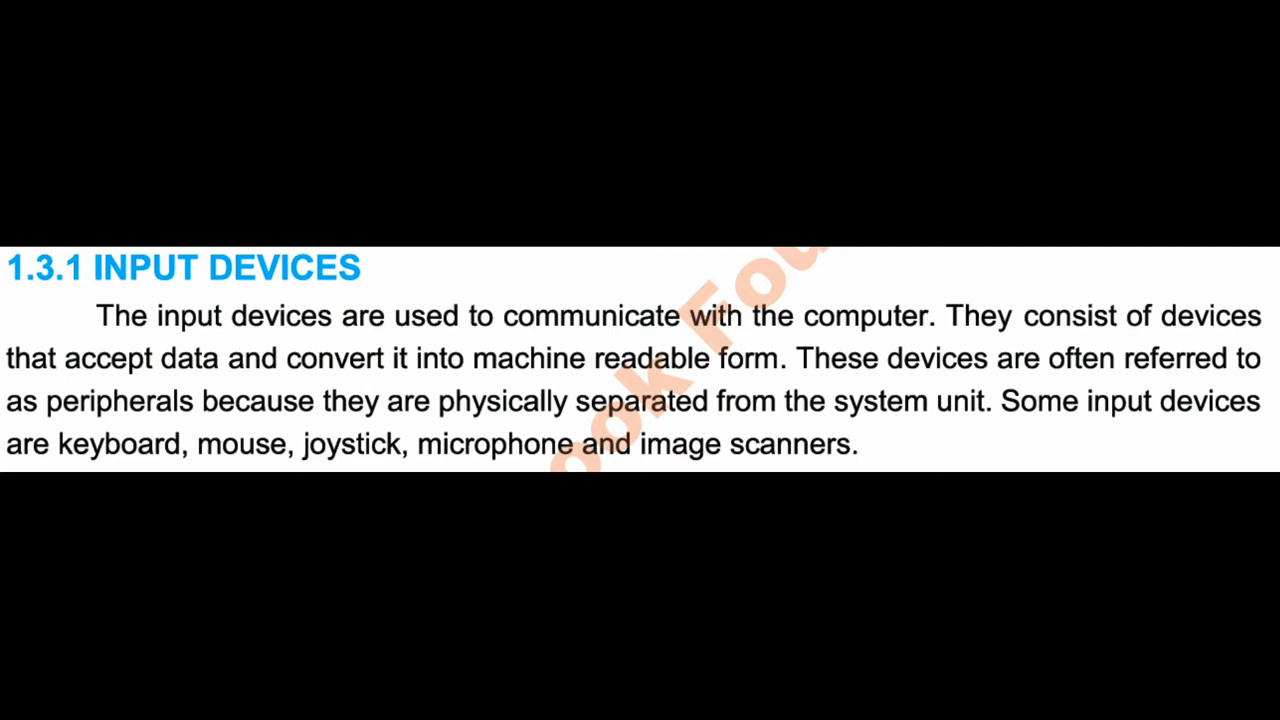 1.3.1 INPUT DEVICES
The input devices are used to communicate with the computer. They consist of devices
that accept data and convert it into machine readable form. These devices are often referred to
as peripherals because they are physically separated from the system unit. Some input devices
are keyboard, mouse, joystick, microphone and image scanners.